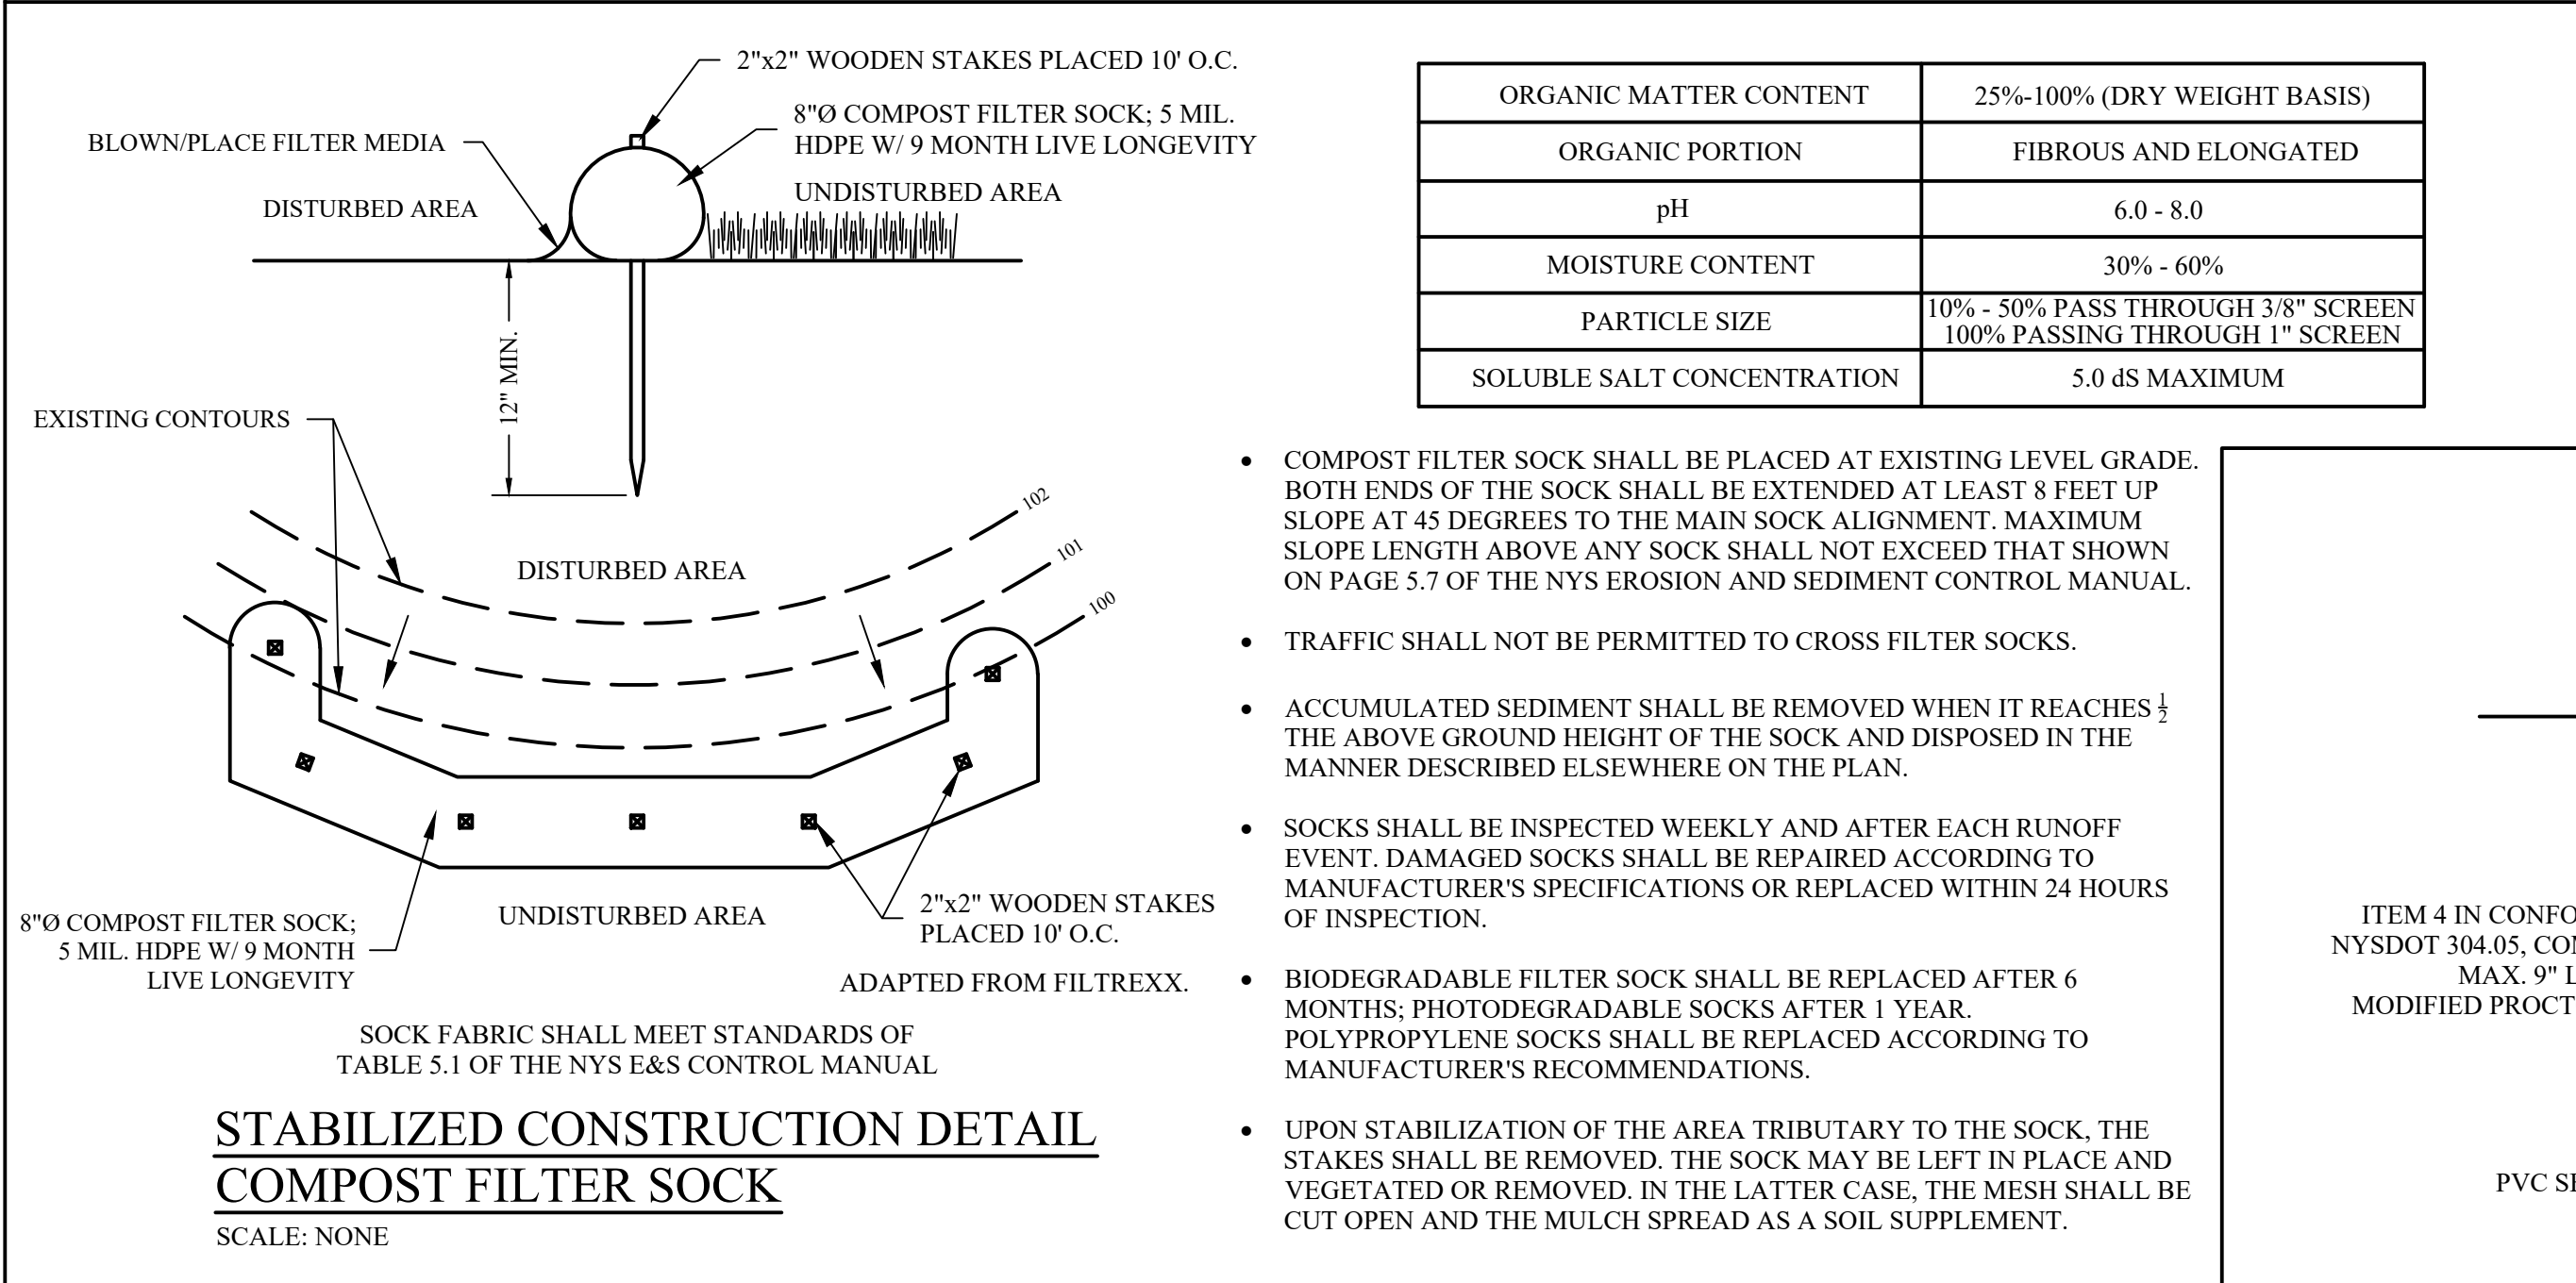 2"x2" WOODEN STAKES PLACED 10' O.C.
8"Ø COMPOST FILTER SOCK; 5 MIL.
HDPE W/ 9 MONTH LIVE LONGEVITY
BLOWN/PLACE FILTER MEDIA
UNDISTURBED AREA
DISTURBED AREA
12" MIN.
EXISTING CONTOURS
102
101
100
DISTURBED AREA
8"Ø COMPOST FILTER SOCK;
5 MIL. HDPE W/ 9 MONTH
LIVE LONGEVITY
UNDISTURBED AREA
2"x2" WOODEN STAKES
PLACED 10' O.C.
ADAPTED FROM FILTREXX.
SOCK FABRIC SHALL MEET STANDARDS OF
TABLE 5.1 OF THE NYS E&S CONTROL MANUAL
STABILIZED CONSTRUCTION DETAIL
COMPOST FILTER SOCK
SCALE: NONE
ORGANIC MATTER CONTENT 25%-100% (DRY WEIGHT BASIS)
ORGANIC PORTION FIBROUS AND ELONGATED
pH 6.0 - 8.0
MOISTURE CONTENT 30% - 60%
PARTICLE SIZE 10% - 50% PASS THROUGH 3/8" SCREEN
100% PASSING THROUGH 1" SCREEN
SOLUBLE SALT CONCENTRATION 5.0 dS MAXIMUM
• COMPOST FILTER SOCK SHALL BE PLACED AT EXISTING LEVEL GRADE.
BOTH ENDS OF THE SOCK SHALL BE EXTENDED AT LEAST 8 FEET UP
SLOPE AT 45 DEGREES TO THE MAIN SOCK ALIGNMENT. MAXIMUM
SLOPE LENGTH ABOVE ANY SOCK SHALL NOT EXCEED THAT SHOWN
ON PAGE 5.7 OF THE NYS EROSION AND SEDIMENT CONTROL MANUAL.
• TRAFFIC SHALL NOT BE PERMITTED TO CROSS FILTER SOCKS.
• ACCUMULATED SEDIMENT SHALL BE REMOVED WHEN IT REACHES ½
THE ABOVE GROUND HEIGHT OF THE SOCK AND DISPOSED IN THE
MANNER DESCRIBED ELSEWHERE ON THE PLAN.
• SOCKS SHALL BE INSPECTED WEEKLY AND AFTER EACH RUNOFF
EVENT. DAMAGED SOCKS SHALL BE REPAIRED ACCORDING TO
MANUFACTURER'S SPECIFICATIONS OR REPLACED WITHIN 24 HOURS
OF INSPECTION.
• BIODEGRADABLE FILTER SOCK SHALL BE REPLACED AFTER 6
MONTHS; PHOTODEGRADABLE SOCKS AFTER 1 YEAR.
POLYPROPYLENE SOCKS SHALL BE REPLACED ACCORDING TO
MANUFACTURER'S RECOMMENDATIONS.
• UPON STABILIZATION OF THE AREA TRIBUTARY TO THE SOCK, THE
STAKES SHALL BE REMOVED. THE SOCK MAY BE LEFT IN PLACE AND
VEGETATED OR REMOVED. IN THE LATTER CASE, THE MESH SHALL BE
CUT OPEN AND THE MULCH SPREAD AS A SOIL SUPPLEMENT.
ITEM 4 IN
NYSDOT 304.05,
MAX. 9"
MODIFIED
PVC